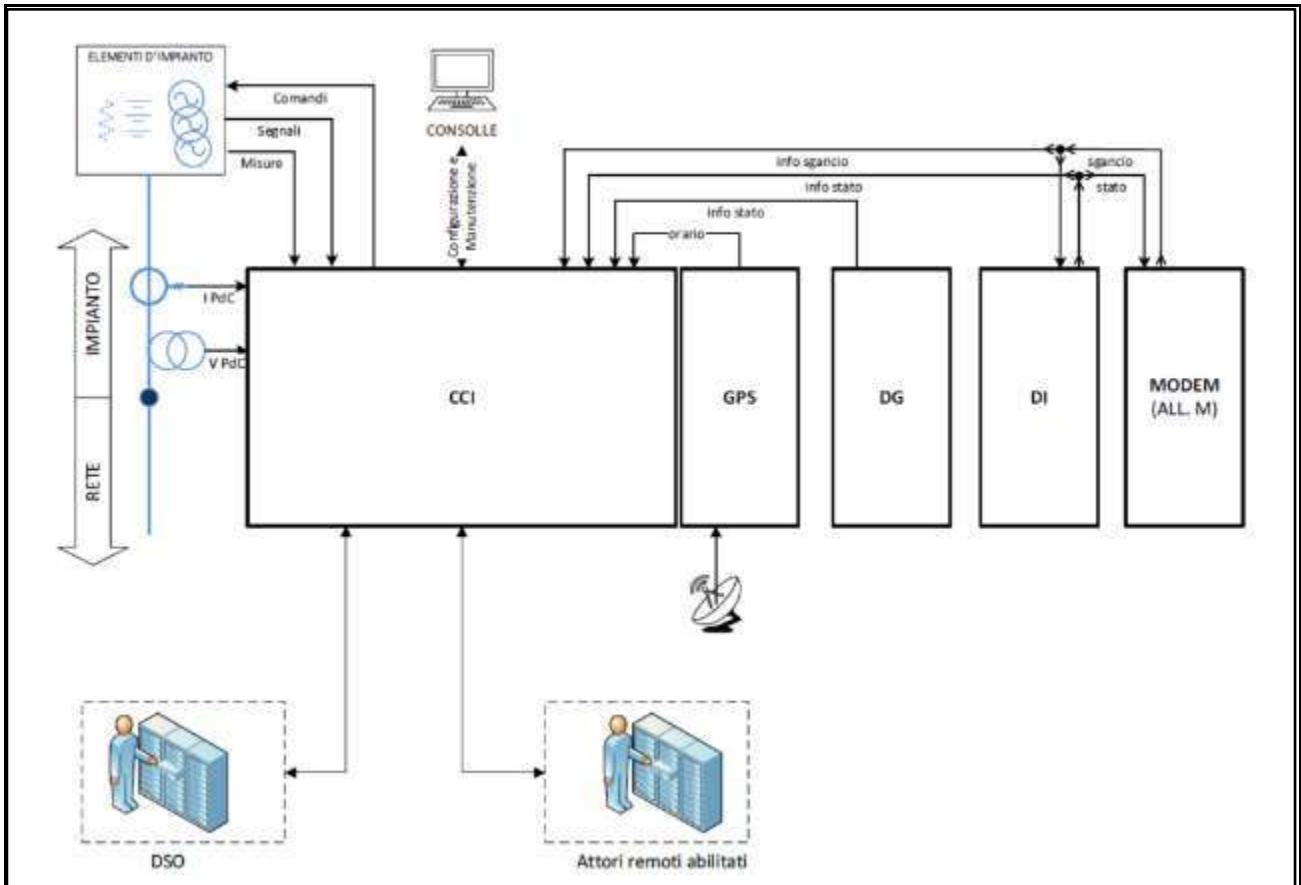 ELEMENTI D'IMPIANTO
Comandi
Segnali
Misure
CONSOLLE
Configurazione e
Manutenzione
info sgancio
sgancio
info stato
stato
info stato
orario
IMPIANTO
RETE
I PdC
V PdC
CCI
GPS
DG
DI
MODEM
(ALL. M)
DSO
Attori remoti abilitati